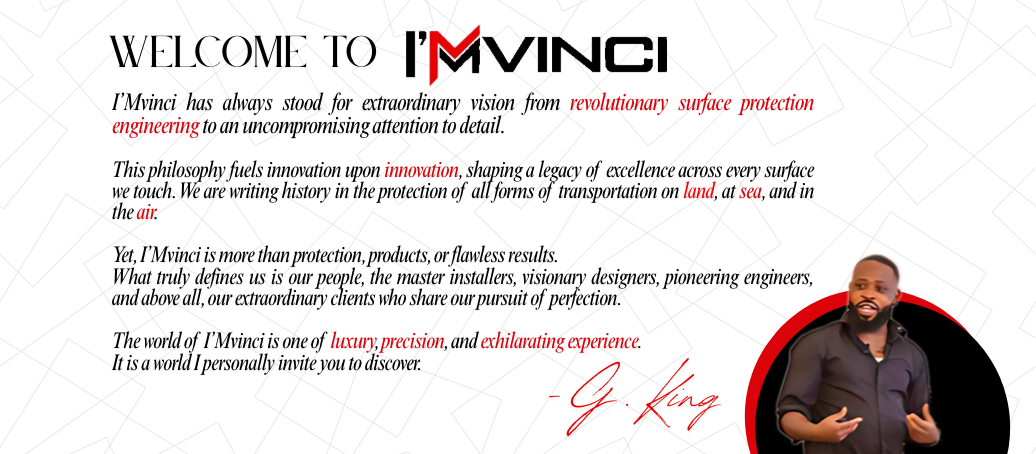 WELCOME TO I'MVINCI
I'Mvinci has always stood for extraordinary vision from revolutionary surface protection
engineering to an uncompromising attention to detail.
This philosophy fuels innovation upon innovation, shaping a legacy of excellence across every surface
we touch. We are writing history in the protection of all forms of transportation on land, at sea, and in
the air.
Yet, I'Mvinci is more than protection, products, or flawless results.
What truly defines us is our people, the master installers, visionary designers, pioneering engineers,
and above all, our extraordinary clients who share our pursuit of perfection.
The world of I'Mvinci is one of luxury, precision, and exhilarating experience.
It is a world I personally invite you to discover.
- G. King